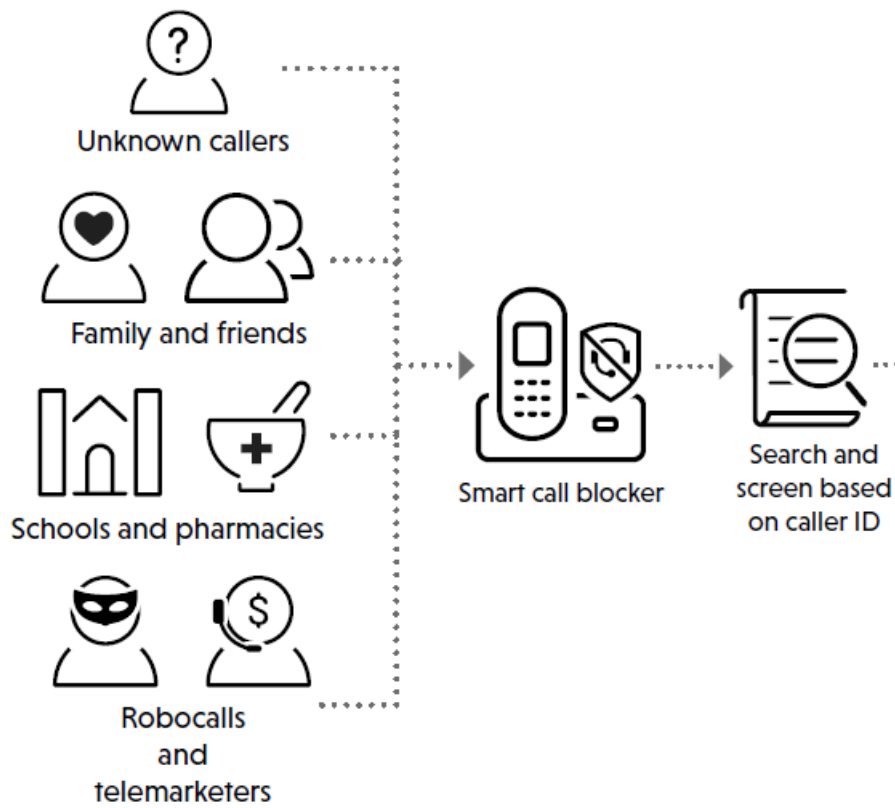 ?
Unknown callers
Family and friends
Schools and pharmacies
$
Robocalls
and
telemarketers
Smart call blocker
Search and
screen based
on caller ID